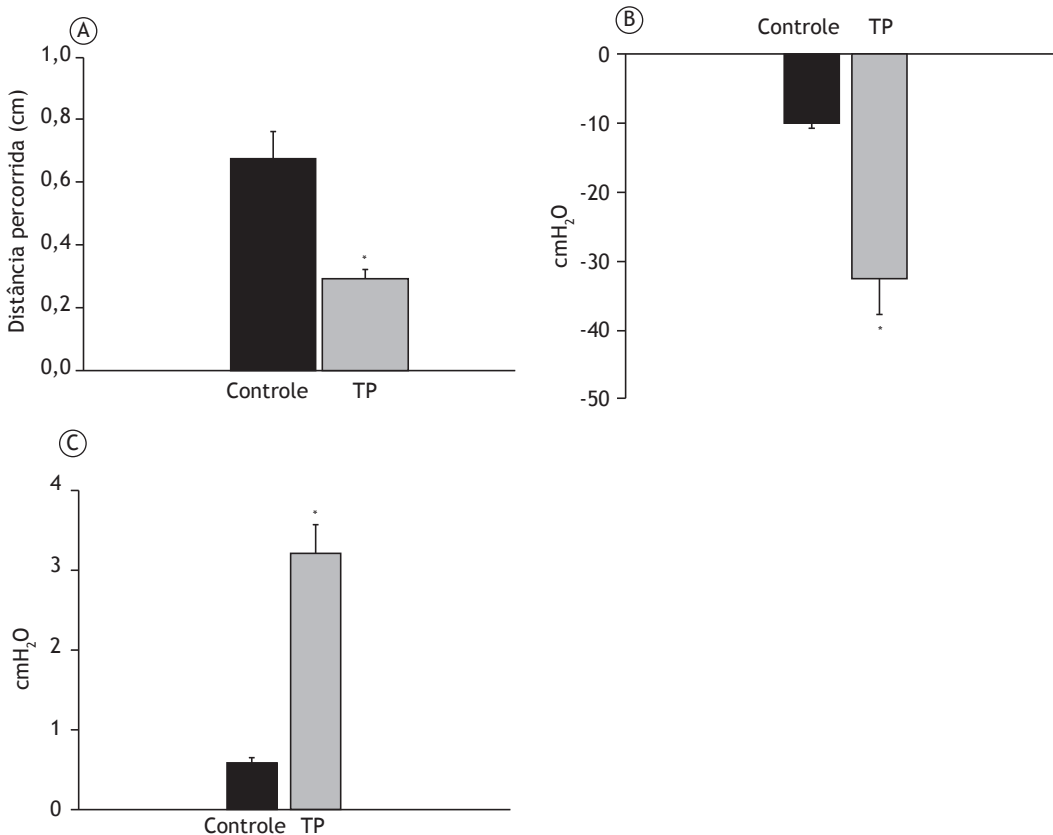 A
1,0
0,8
0,6
0,4
0,2
0,0
Distância percorrida (cm)
*
Controle TP
B
Controle TP
0
-10
-20
-30
-40
-50
cmH₂O
*
C
4
3
2
1
0
cmH₂O
*
Controle TP